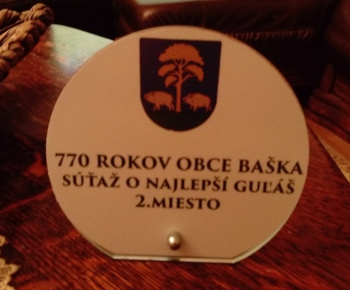 770 ROKOV OBCE BAŠKA
SÚŤAŽ O NAJLEPŠÍ GUĽÁŠ
2.MIESTO